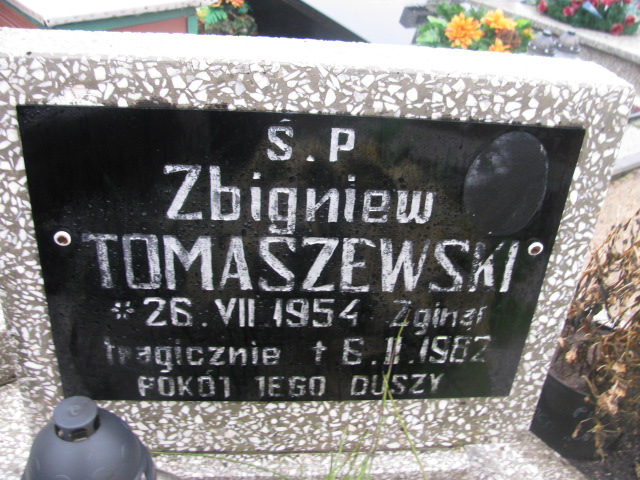 Ś.P
Zbigniew
TOMASZEWSKI
* 26.VII 1954 Zginął
tragicznie † 6.II.1982
POKÓJ JEGO DUSZY